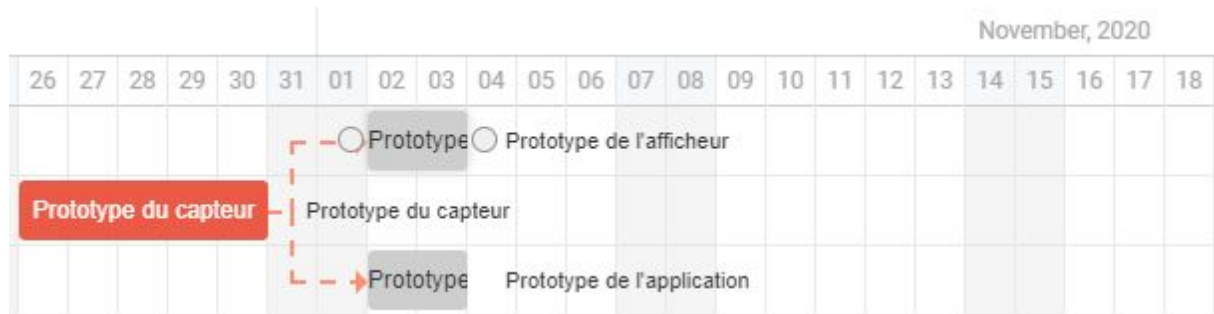 November, 2020
26 27 28 29 30 31 01 02 03 04 05 06 07 08 09 10 11 12 13 14 15 16 17 18
Prototype Prototype de l'afficheur
Prototype du capteur Prototype du capteur
Prototype Prototype de l'application